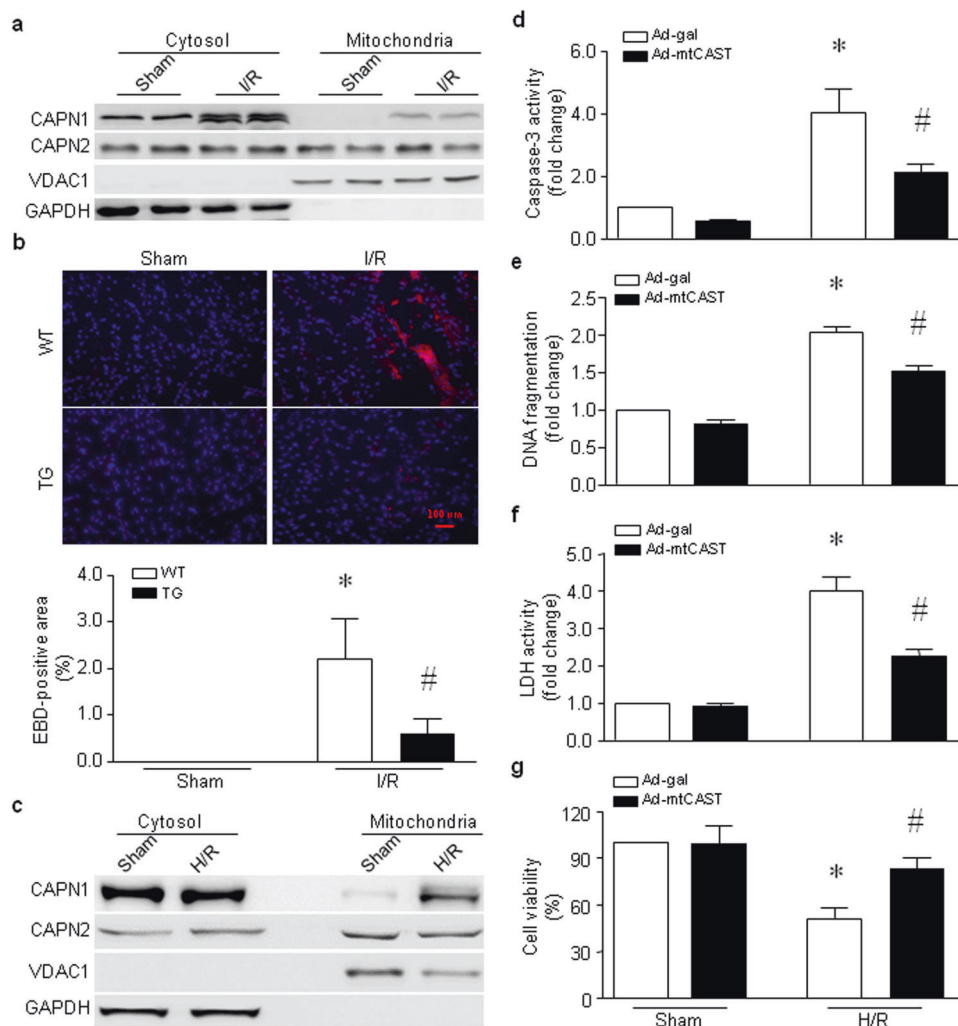 a
Cytosol Mitochondria
Sham I/R Sham I/R
CAPN1
CAPN2
VDAC1
GAPDH
b
Sham I/R
WT
TG
100 um
EBD-positive area
(%)
4.0
3.0
2.0
1.0
0.0
WT
TG
*
#
Sham I/R
c
Cytosol Mitochondria
Sham H/R Sham H/R
CAPN1
CAPN2
VDAC1
GAPDH
d
Caspase-3 activity
(fold change)
6.0
4.0
2.0
0.0
Ad-gal
Ad-mtCAST
*
#
e
DNA fragmentation
(fold change)
2.5
2.0
1.5
1.0
0.5
0.0
Ad-gal
Ad-mtCAST
*
#
f
LDH activity
(fold change)
5.0
4.0
3.0
2.0
1.0
0.0
Ad-gal
Ad-mtCAST
*
#
g
Cell viability
(%)
120
90
60
30
0
Ad-gal
Ad-mtCAST
*
#
Sham H/R